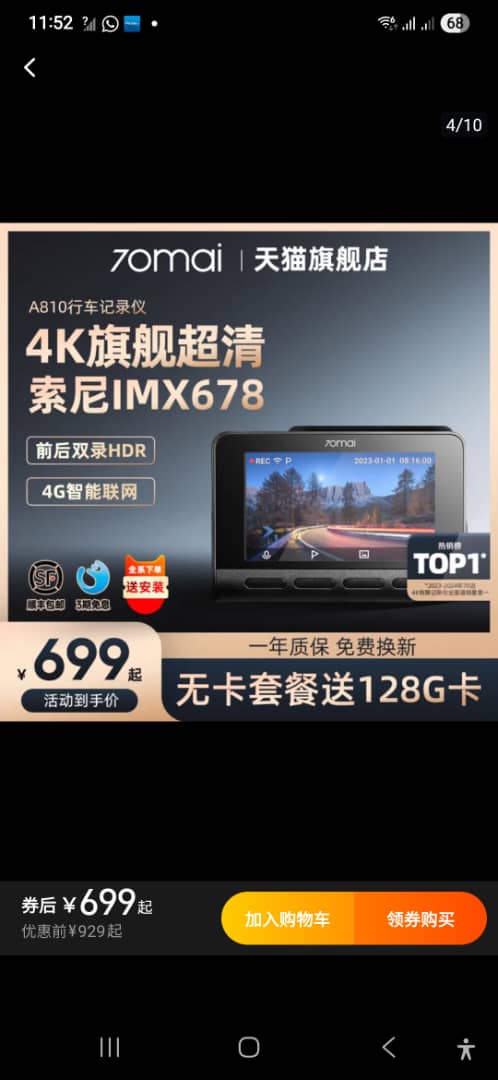 11:52
68
4/10
70mai | 天猫旗舰店
A810行车记录仪
4K旗舰超清
索尼IMX678
前后双录HDR
4G智能联网
70mai
REC P 2023-01-01 08:16:00
热销榜
TOP1*
SF
顺丰包邮
3期免息
全系下单
送安装
¥699起
活动到手价
一年质保 免费换新
无卡套餐送128G卡
券后¥699起
优惠前¥929起
加入购物车
领券购买